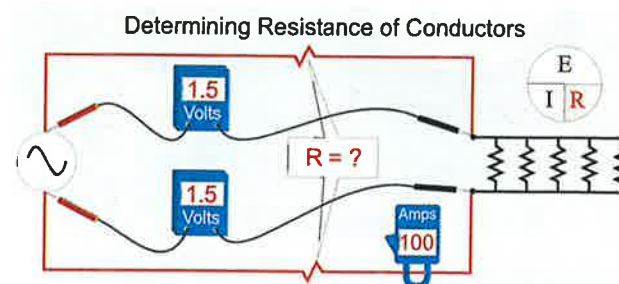 Determining Resistance of Conductors
E
I R
1.5
Volts
R = ?
1.5
Volts
Amps
100